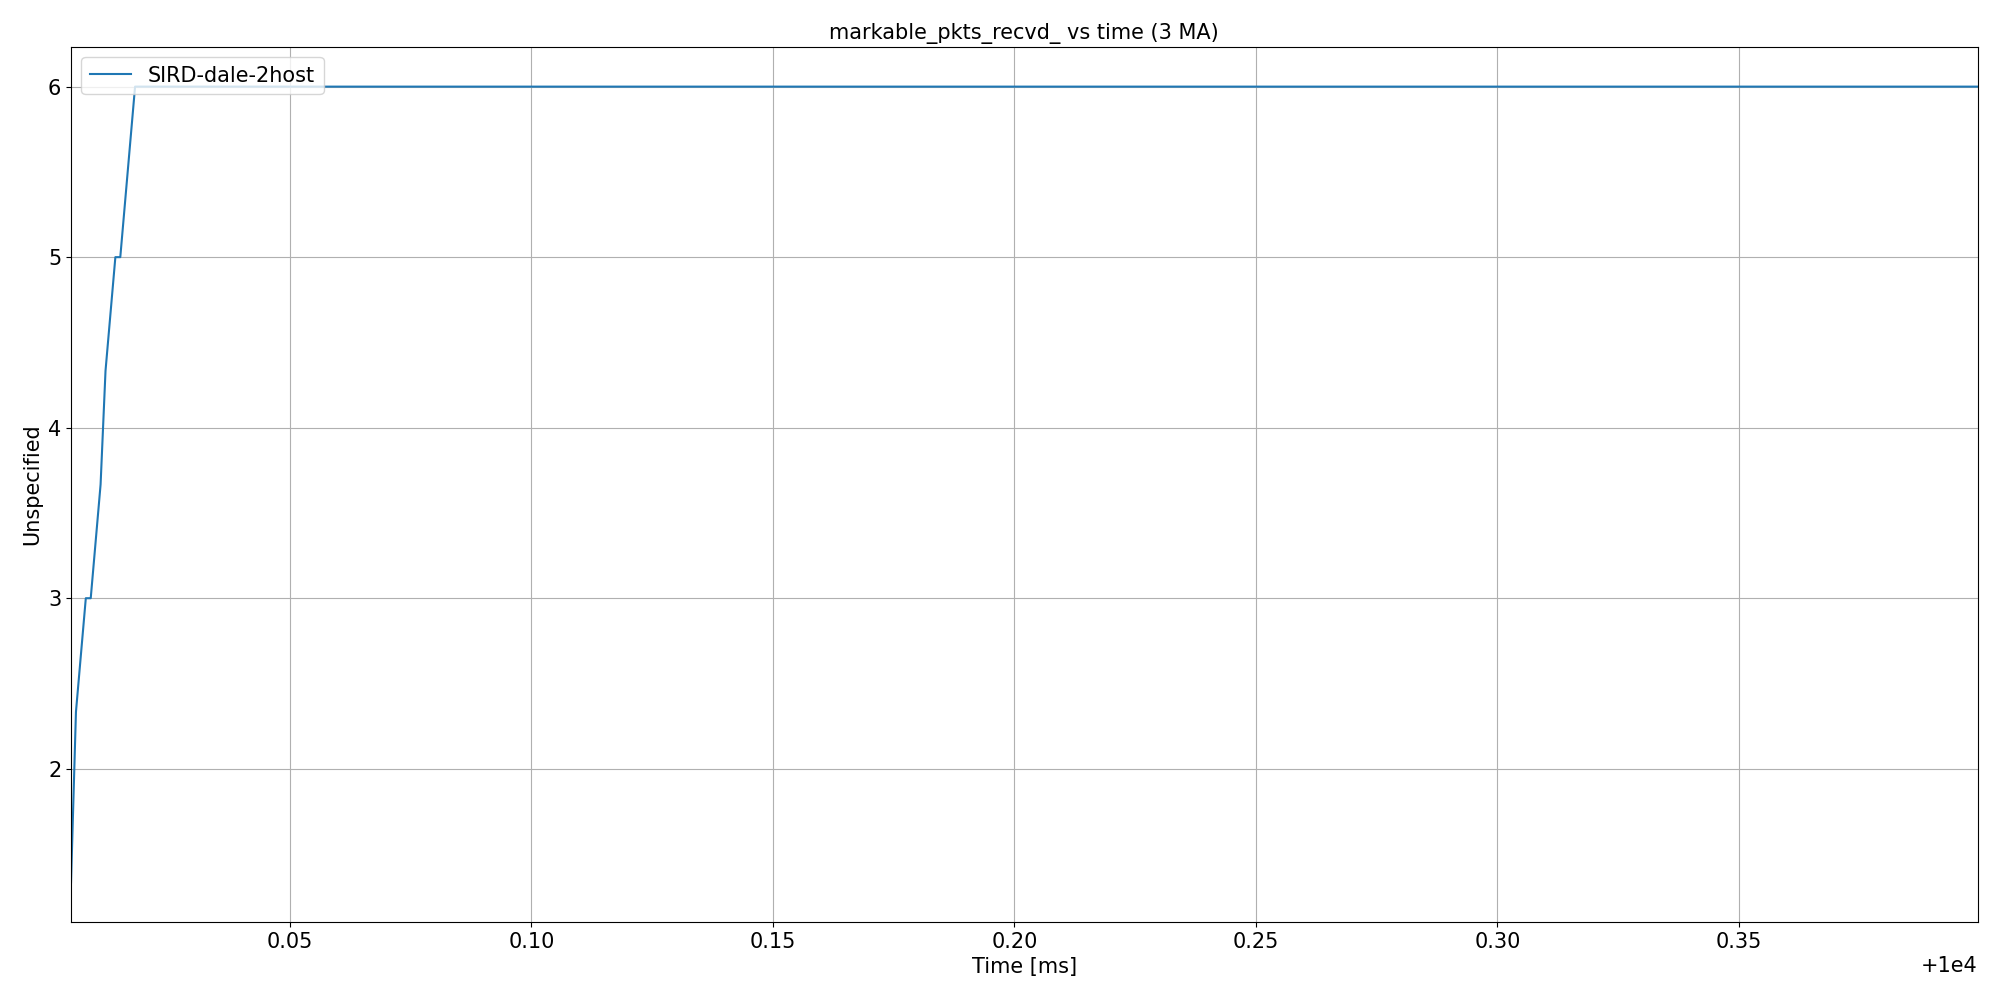 markable_pkts_recvd_ vs time (3 MA)
SIRD-dale-2host
6
5
4
3
2
Unspecified
0.05 0.10 0.15 0.20 0.25 0.30 0.35
Time [ms]
+1e4